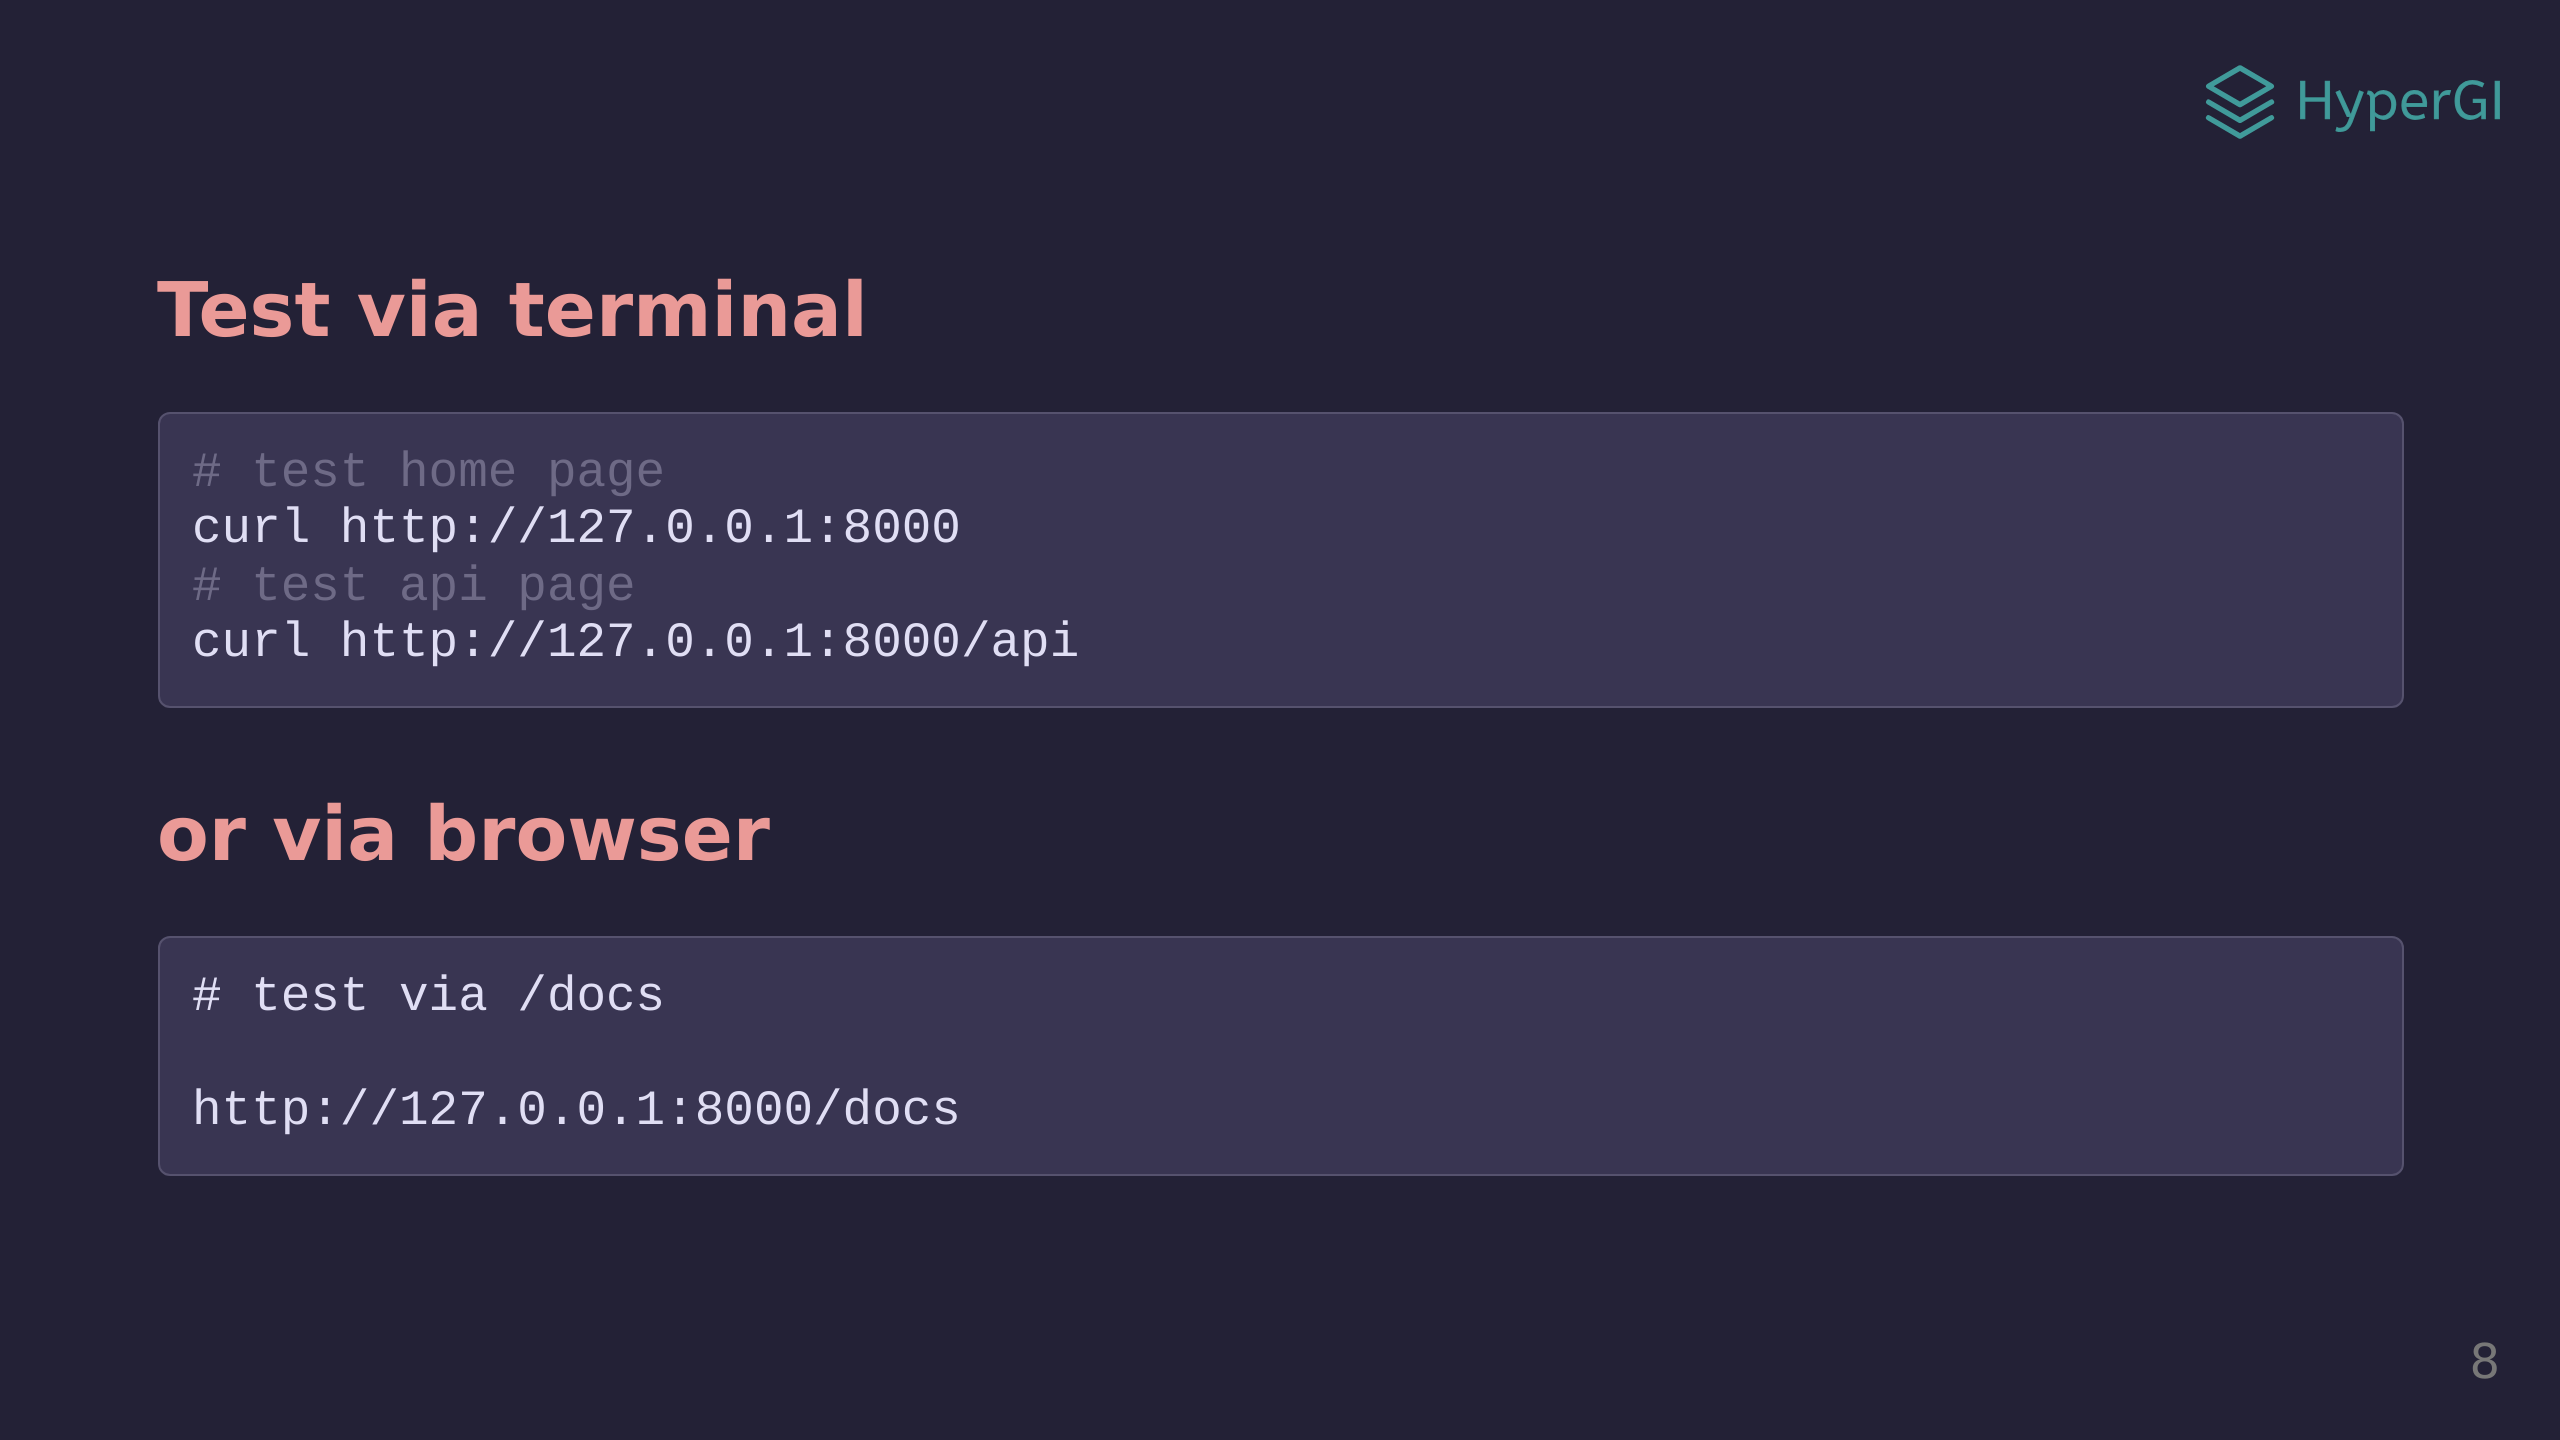 HyperGI
Test via terminal
# test home page
curl http://127.0.0.1:8000
# test api page
curl http://127.0.0.1:8000/api
or via browser
# test via /docs
http://127.0.0.1:8000/docs
8